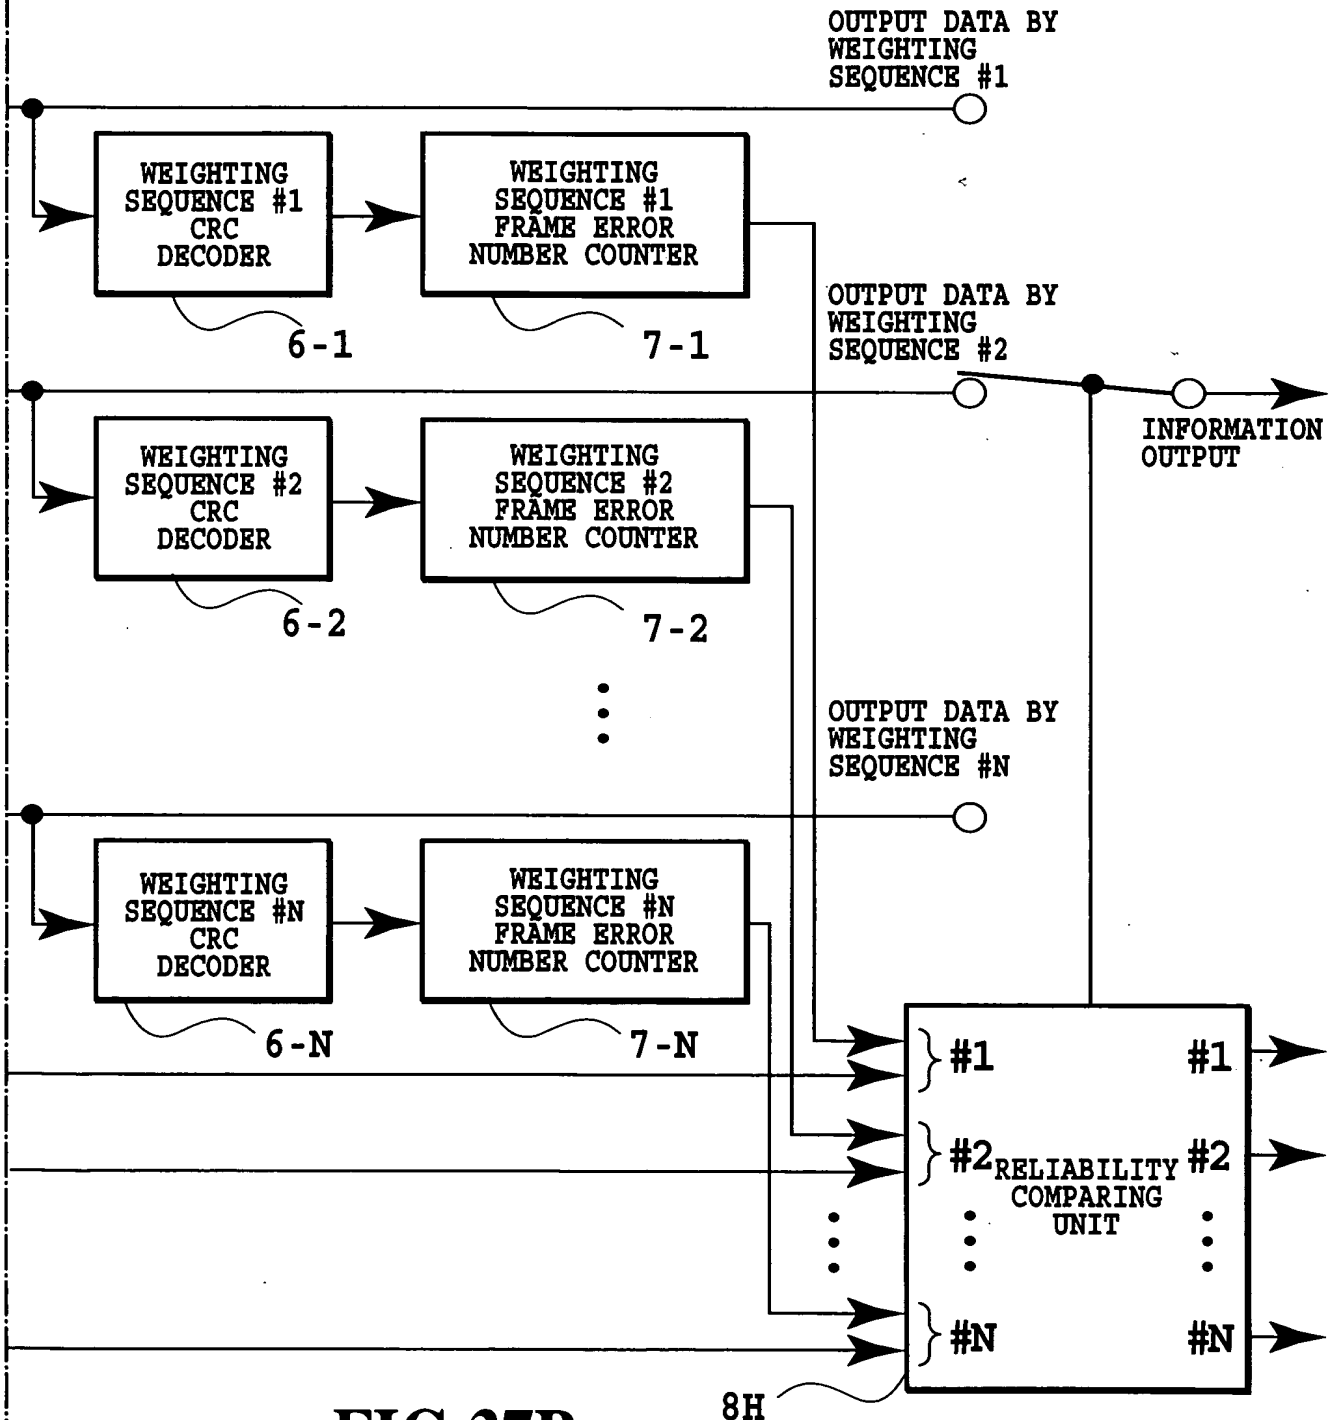 OUTPUT DATA BY
WEIGHTING
SEQUENCE #1
WEIGHTING
SEQUENCE #1
CRC
DECODER
WEIGHTING
SEQUENCE #1
FRAME ERROR
NUMBER COUNTER
6-1
7-1
OUTPUT DATA BY
WEIGHTING
SEQUENCE #2
INFORMATION
OUTPUT
WEIGHTING
SEQUENCE #2
CRC
DECODER
WEIGHTING
SEQUENCE #2
FRAME ERROR
NUMBER COUNTER
6-2
7-2
OUTPUT DATA BY
WEIGHTING
SEQUENCE #N
WEIGHTING
SEQUENCE #N
CRC
DECODER
WEIGHTING
SEQUENCE #N
FRAME ERROR
NUMBER COUNTER
6-N
7-N
#1
#1
#2
#2
RELIABILITY
COMPARING
UNIT
#N
#N
8H
FIG.27B